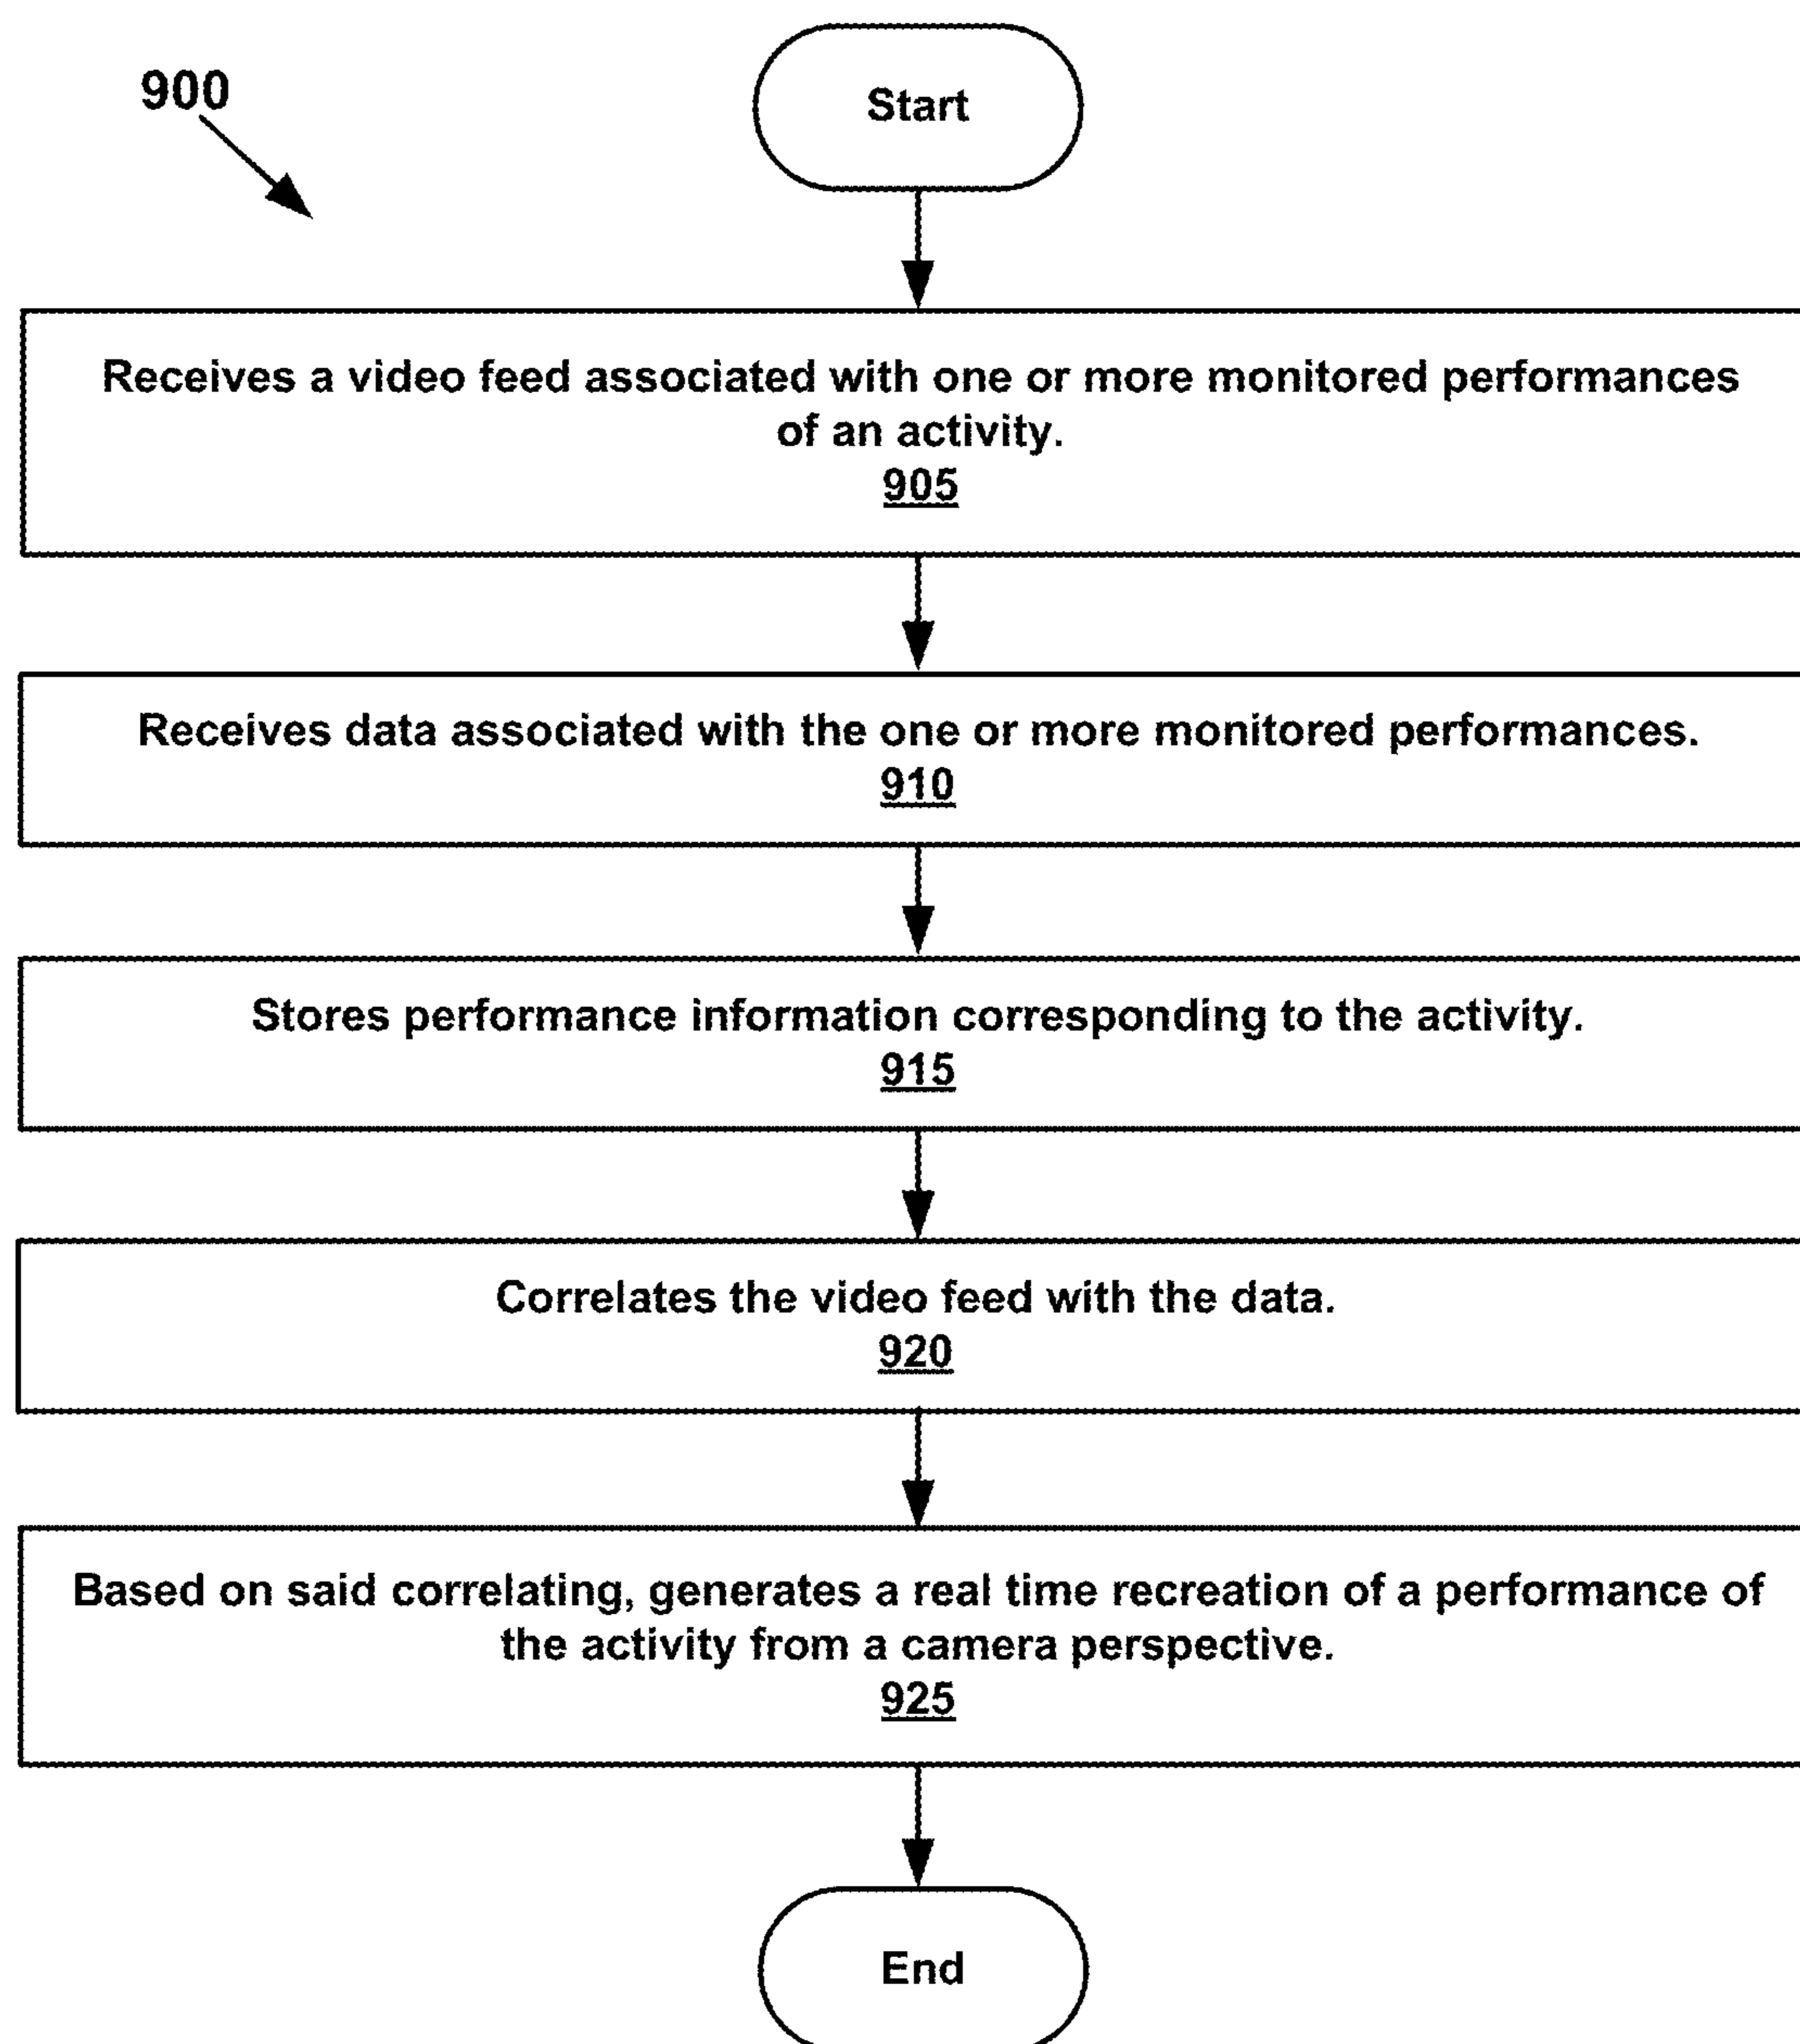 900
Start
Receives a video feed associated with one or more monitored performances
of an activity.
905
Receives data associated with the one or more monitored performances.
910
Stores performance information corresponding to the activity.
915
Correlates the video feed with the data.
920
Based on said correlating, generates a real time recreation of a performance of
the activity from a camera perspective.
925
End